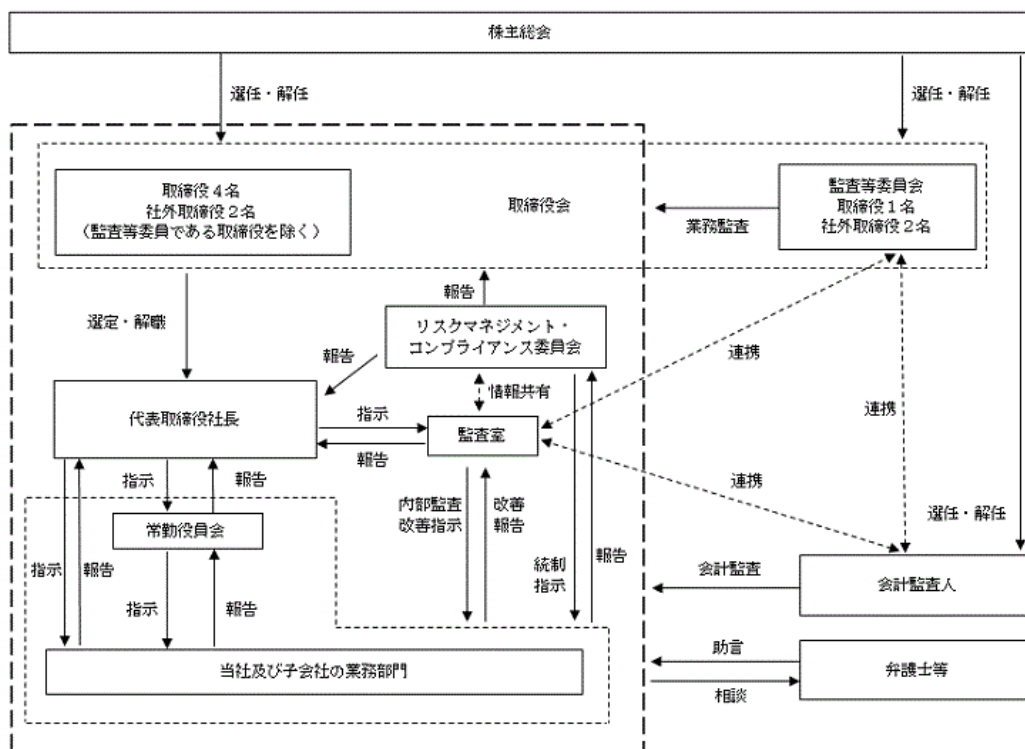 株主総会
選任・解任
選任・解任
取締役４名
社外取締役２名
（監査等委員である取締役を除く）
取締役会
監査等委員会
取締役１名
社外取締役２名
業務監査
報告
選定・解職
リスクマネジメント・
コンプライアンス委員会
報告
連携
情報共有
代表取締役社長
指示
監査室
報告
連携
指示
報告
内部監査
改善指示
改善
報告
連携
選任・解任
常勤役員会
指示
報告
統制
指示
報告
会計監査
会計監査人
指示
報告
助言
弁護士等
相談
当社及び子会社の業務部門